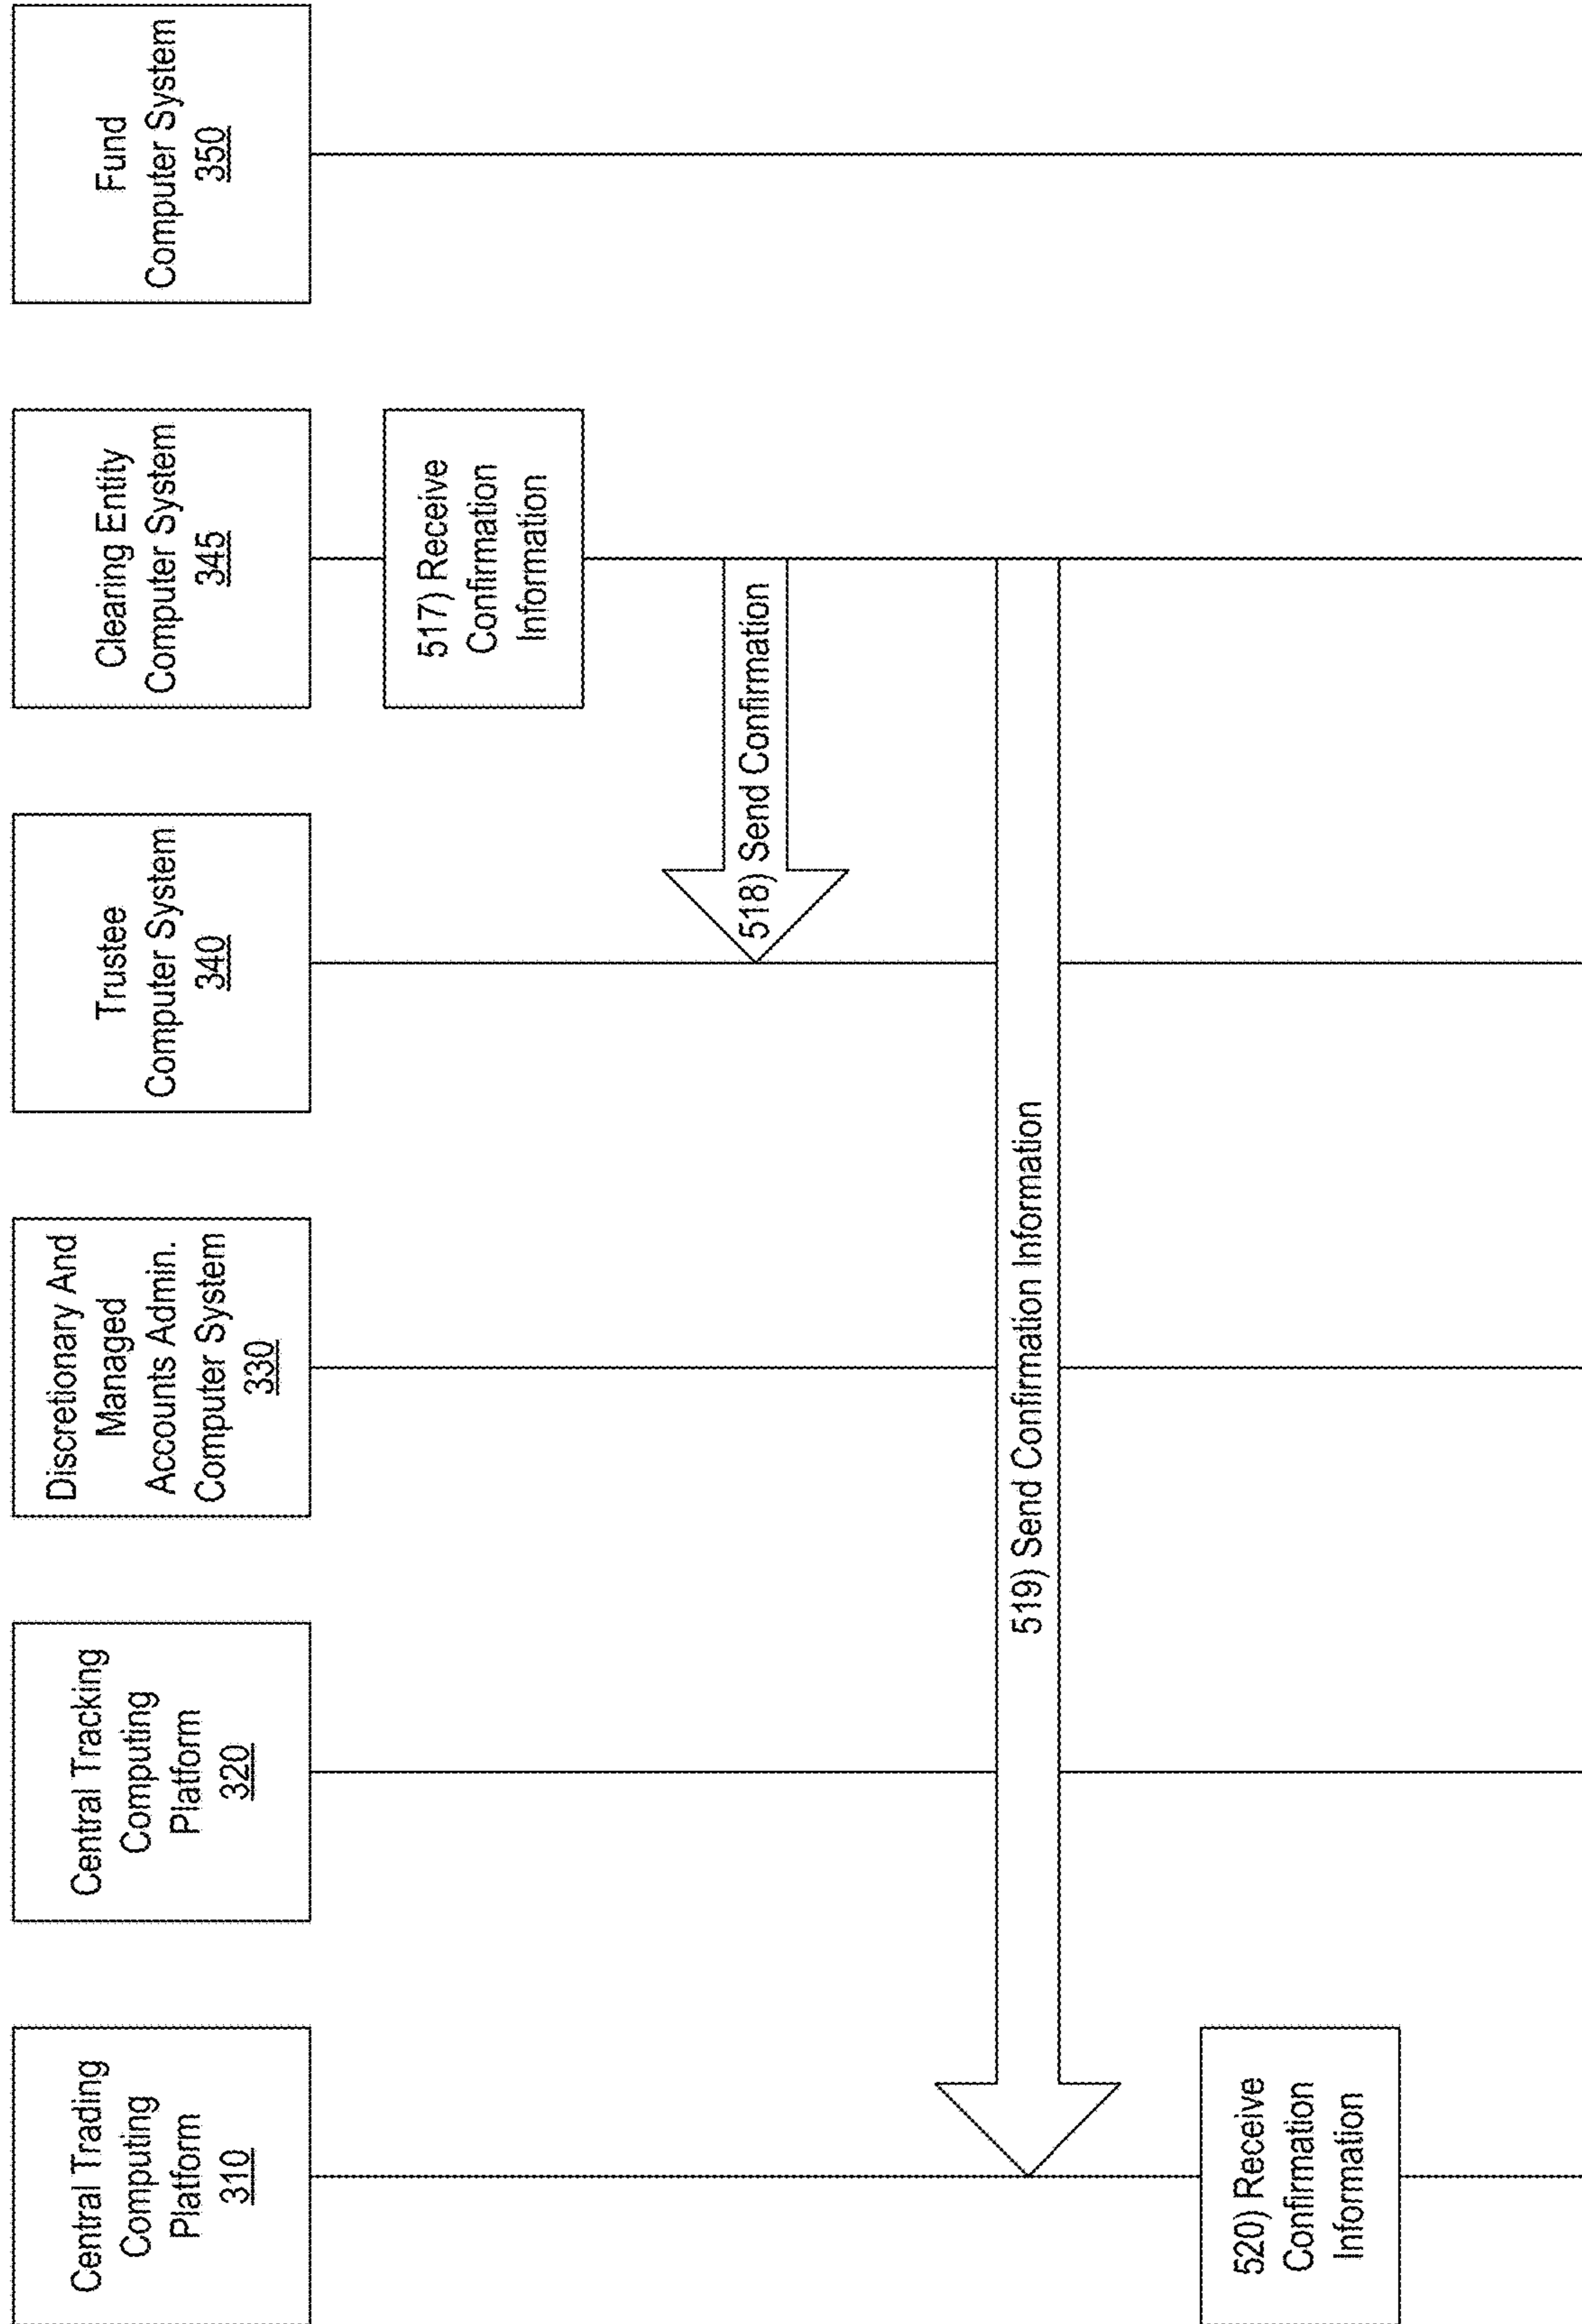 Central Trading
Computing
Platform
310
Central Tracking
Computing
Platform
320
Discretionary And
Managed
Accounts Admin.
Computer System
330
Trustee
Computer System
340
Clearing Entity
Computer System
345
Fund
Computer System
350
517) Receive
Confirmation
Information
518) Send Confirmation
519) Send Confirmation Information
520) Receive
Confirmation
Information